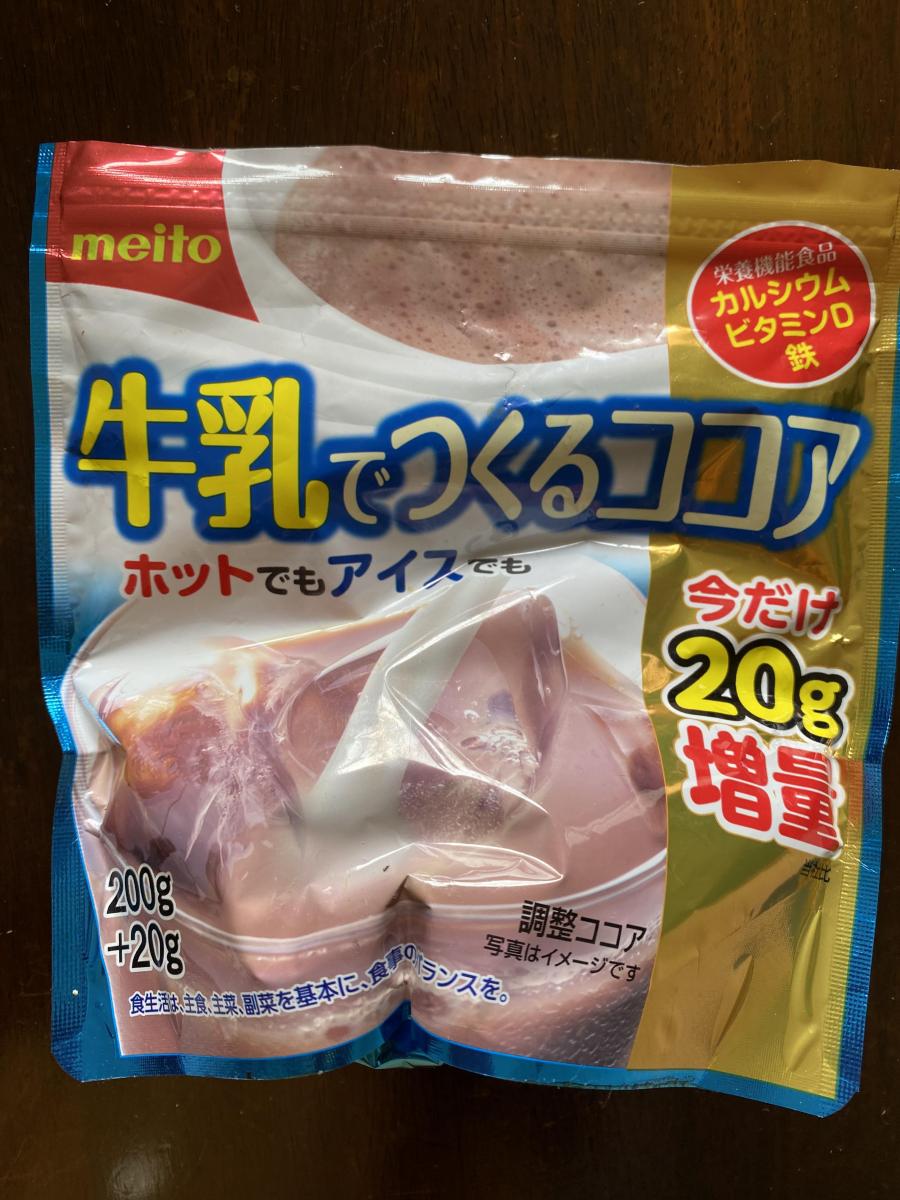 meito
栄養機能食品
カルシウム
ビタミンD
鉄
牛乳でつくるココア
ホットでもアイスでも
今だけ
20g
増量
200g
+20g
調整ココア
写真はイメージです
食生活は、主食、主菜、副菜を基本に、食事のバランスを。